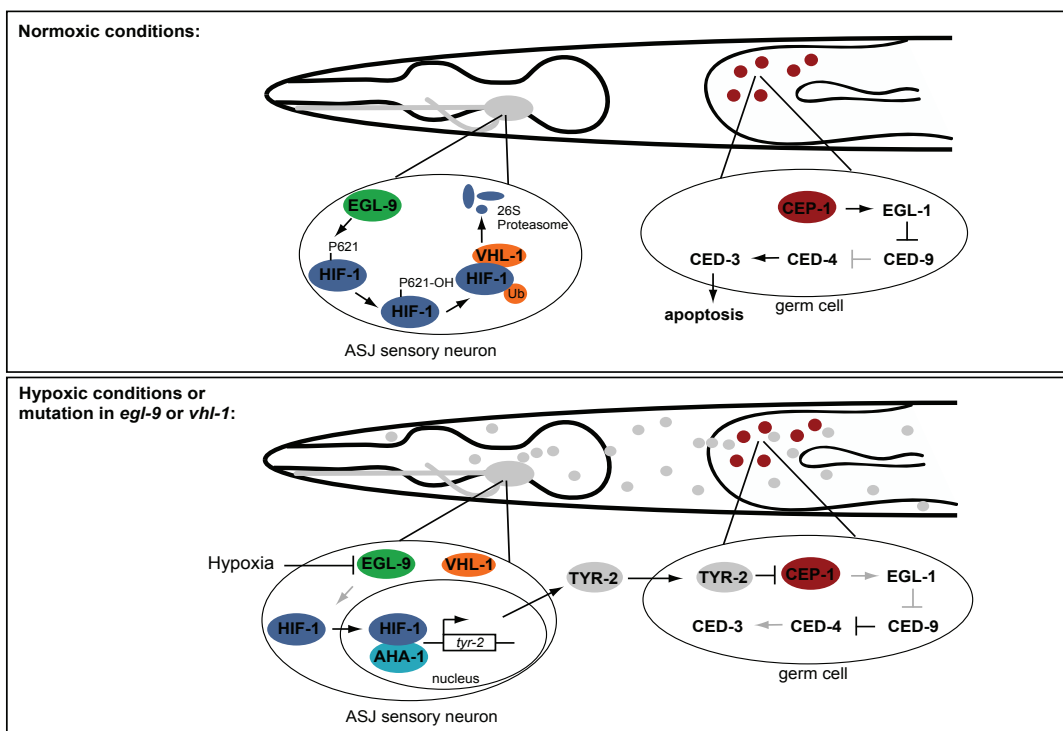 Normoxic conditions:
EGL-9
P621
HIF-1
P621-OH
HIF-1
26S
Proteasome
VHL-1
HIF-1
Ub
ASJ sensory neuron
CEP-1
EGL-1
CED-3
CED-4
CED-9
apoptosis
germ cell
Hypoxic conditions or
mutation in egl-9 or vhl-1:
Hypoxia
EGL-9
VHL-1
HIF-1
HIF-1
AHA-1
tyr-2
nucleus
ASJ sensory neuron
TYR-2
TYR-2
CEP-1
EGL-1
CED-3
CED-4
CED-9
germ cell